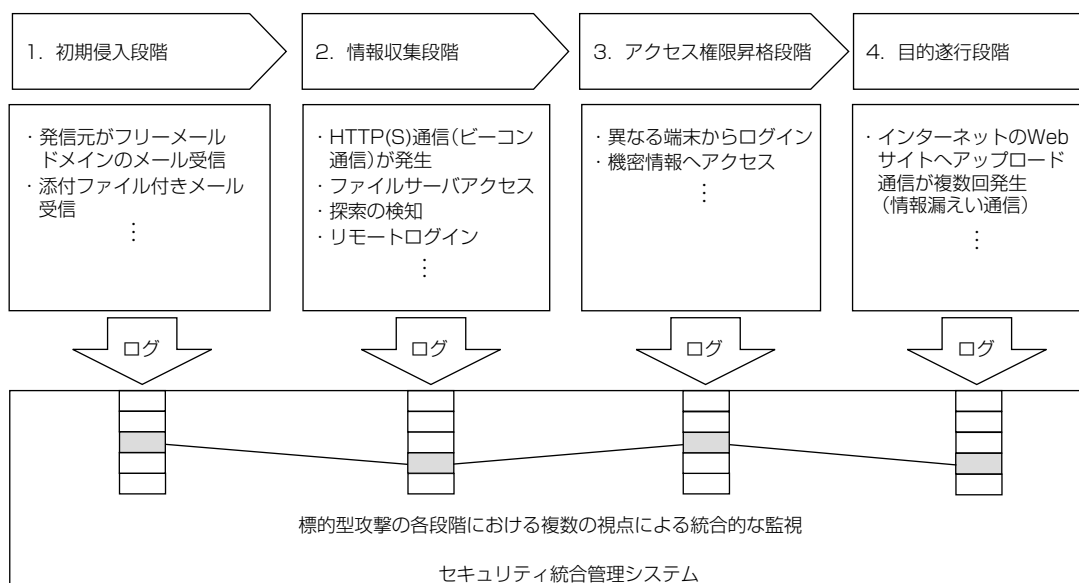 1. 初期侵入段階
2. 情報収集段階
3. アクセス権限昇格段階
4. 目的遂行段階
・発信元がフリーメール
ドメインのメール受信
・添付ファイル付きメール
受信
⋮
・HTTP(S)通信(ビーコン
通信)が発生
・ファイルサーバアクセス
・探索の検知
・リモートログイン
⋮
・異なる端末からログイン
・機密情報へアクセス
⋮
・インターネットのWeb
サイトへアップロード
通信が複数回発生
(情報漏えい通信)
⋮
ログ
ログ
ログ
ログ
標的型攻撃の各段階における複数の視点による統合的な監視
セキュリティ統合管理システム